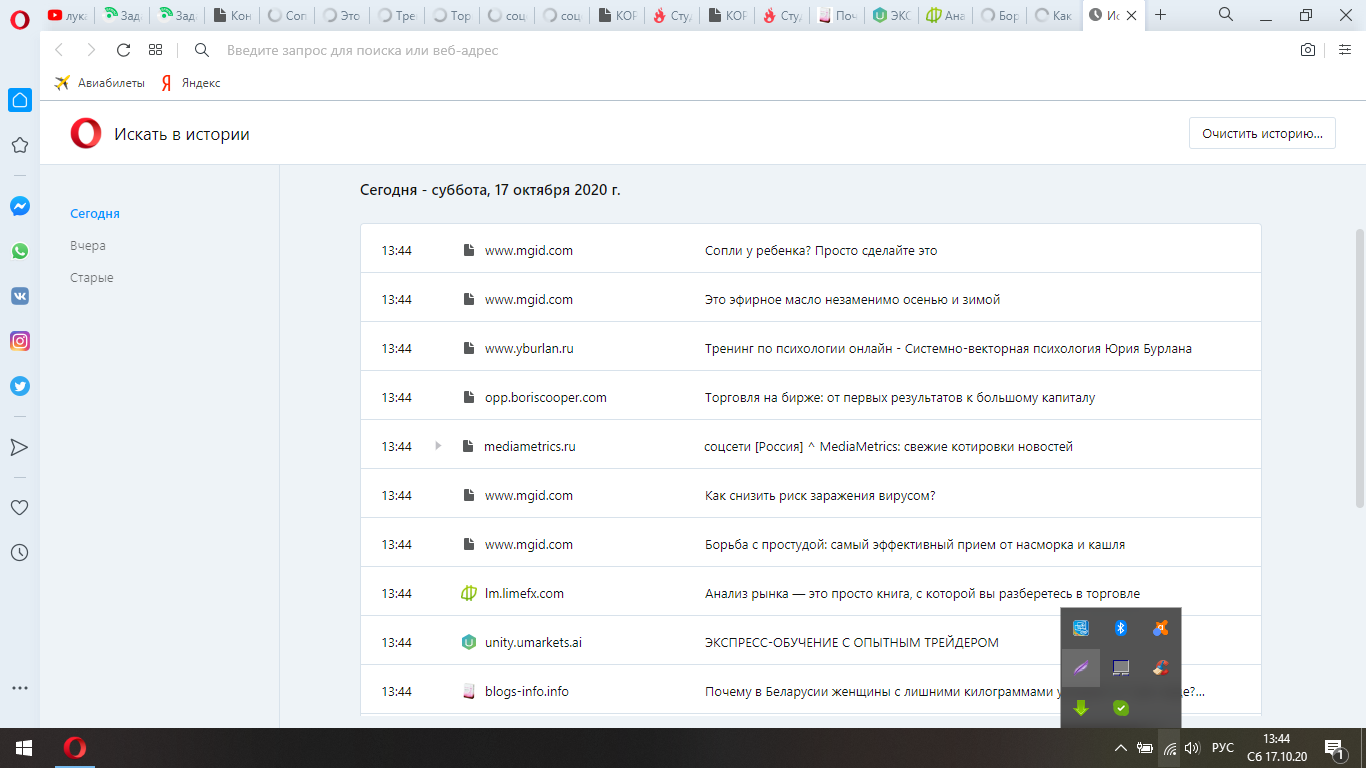 лука
Зад
Зад
Кон
Соп
Это
Тре
Тор
соц
соц
КОР
Студ
КОР
Студ
Поч
ЭКС
Ана
Бор
Как
Ис
Введите запрос для поиска или веб-адрес
Авиабилеты
Яндекс
Искать в истории
Очистить историю...
Сегодня
Вчера
Старые
Сегодня - суббота, 17 октября 2020 г.
13:44 www.mgid.com Сопли у ребенка? Просто сделайте это
13:44 www.mgid.com Это эфирное масло незаменимо осенью и зимой
13:44 www.yburlan.ru Тренинг по психологии онлайн - Системно-векторная психология Юрия Бурлана
13:44 opp.boriscooper.com Торговля на бирже: от первых результатов к большому капиталу
13:44 mediametrics.ru соцсети [Россия] ^ MediaMetrics: свежие котировки новостей
13:44 www.mgid.com Как снизить риск заражения вирусом?
13:44 www.mgid.com Борьба с простудой: самый эффективный прием от насморка и кашля
13:44 lm.limefx.com Анализ рынка — это просто книга, с которой вы разберетесь в торговле
13:44 unity.umarkets.ai ЭКСПРЕСС-ОБУЧЕНИЕ С ОПЫТНЫМ ТРЕЙДЕРОМ
13:44 blogs-info.info Почему в Беларусии женщины с лишними килограммами
РУС
13:44
Сб 17.10.20
1